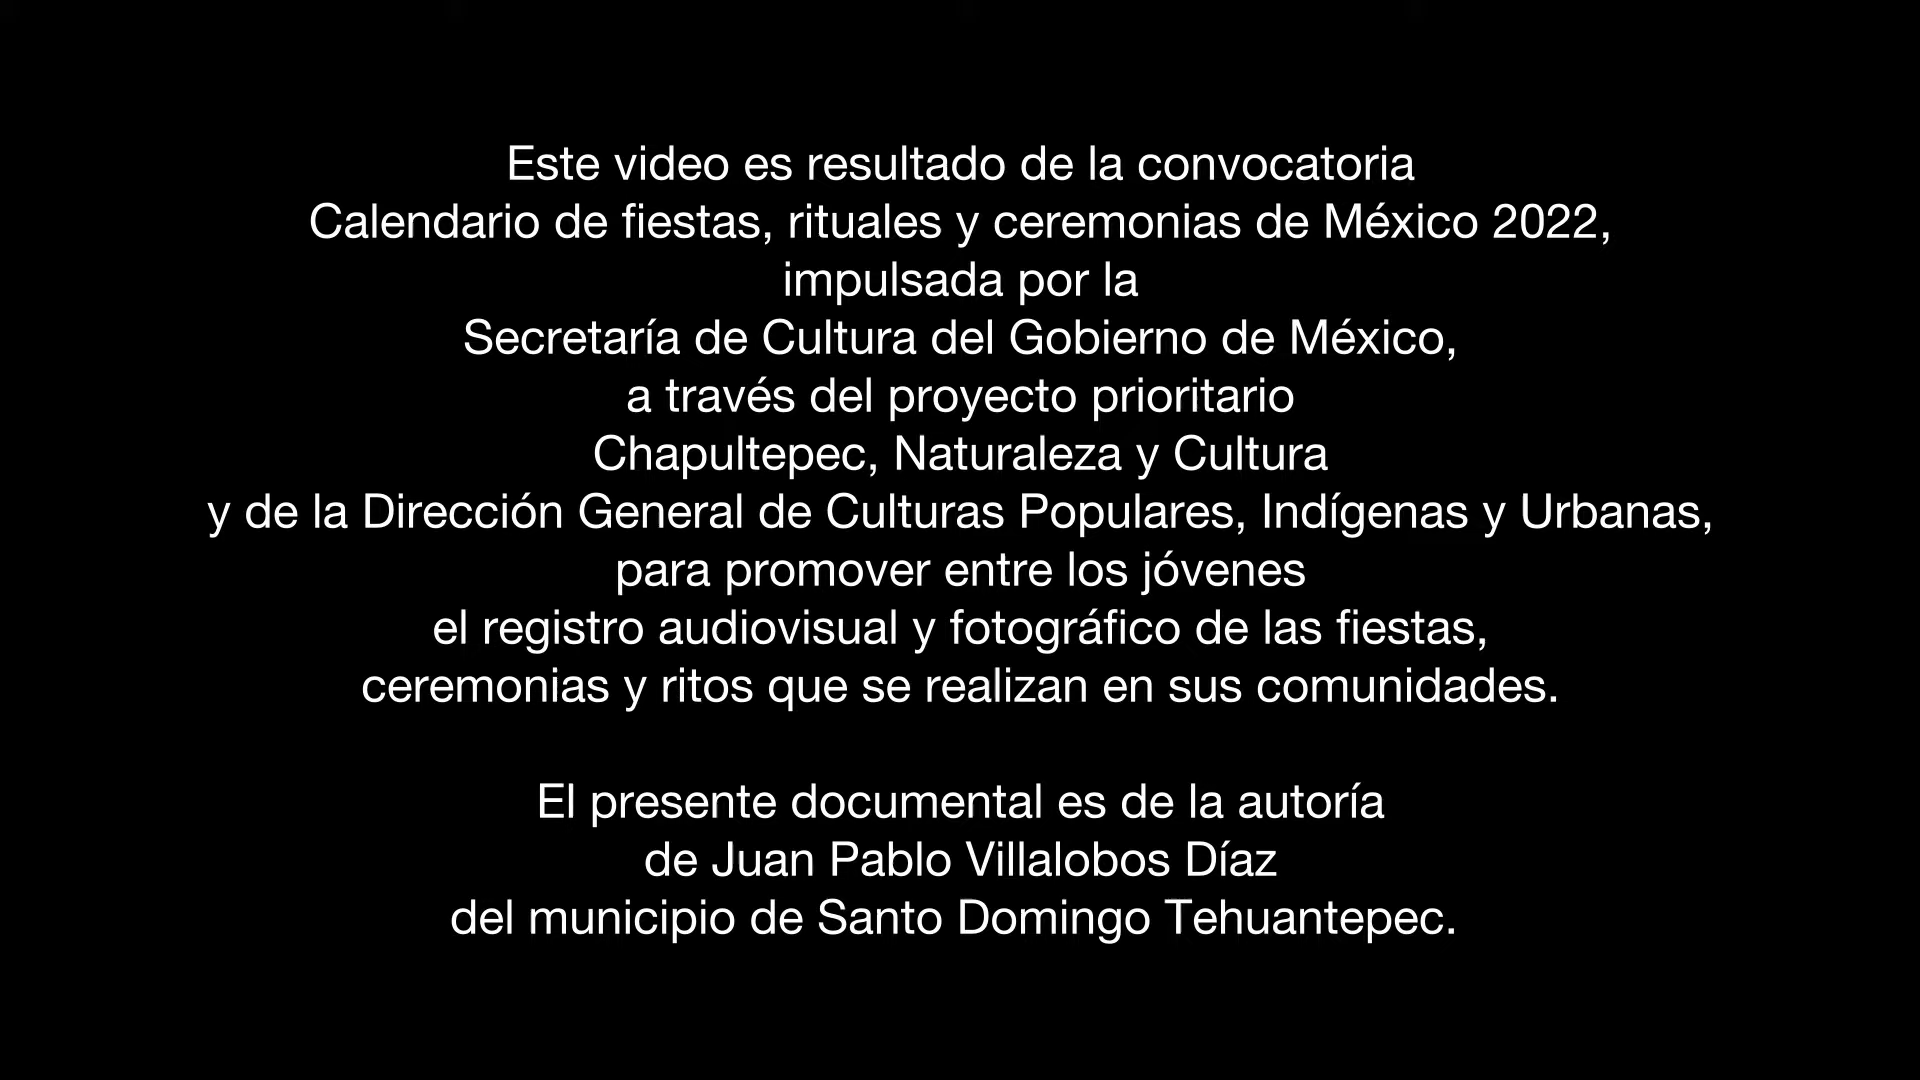 Este video es resultado de la convocatoria
Calendario de fiestas, rituales y ceremonias de México 2022,
impulsada por la
Secretaría de Cultura del Gobierno de México,
a través del proyecto prioritario
Chapultepec, Naturaleza y Cultura
y de la Dirección General de Culturas Populares, Indígenas y Urbanas,
para promover entre los jóvenes
el registro audiovisual y fotográfico de las fiestas,
ceremonias y ritos que se realizan en sus comunidades.
El presente documental es de la autoría
de Juan Pablo Villalobos Díaz
del municipio de Santo Domingo Tehuantepec.